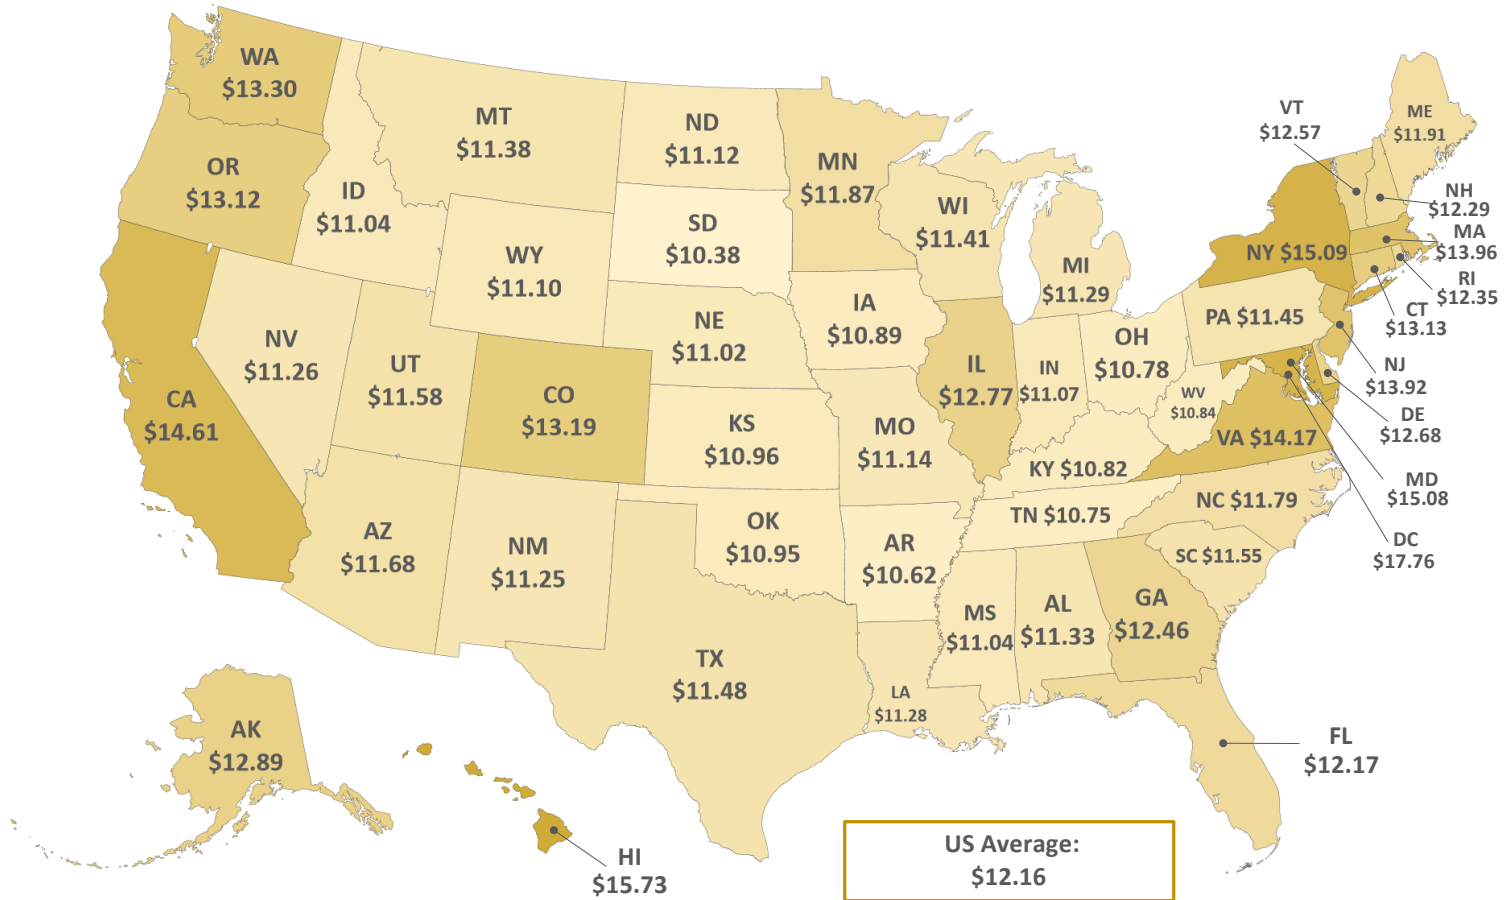 WA
$13.30
OR
$13.12
CA
$14.61
ID
$11.04
NV
$11.26
MT
$11.38
WY
$11.10
UT
$11.58
CO
$13.19
AZ
$11.68
NM
$11.25
ND
$11.12
SD
$10.38
NE
$11.02
KS
$10.96
OK
$10.95
TX
$11.48
MN
$11.87
IA
$10.89
MO
$11.14
AR
$10.62
LA
$11.28
WI
$11.41
IL
$12.77
MI
$11.29
IN
$11.07
OH
$10.78
KY $10.82
TN $10.75
MS
$11.04
AL
$11.33
GA
$12.46
FL
$12.17
SC $11.55
NC $11.79
VA $14.17
WV
$10.84
PA $11.45
NY $15.09
VT
$12.57
ME
$11.91
NH
$12.29
MA
$13.96
RI
$12.35
CT
$13.13
NJ
$13.92
DE
$12.68
MD
$15.08
DC
$17.76
AK
$12.89
HI
$15.73
US Average:
$12.16